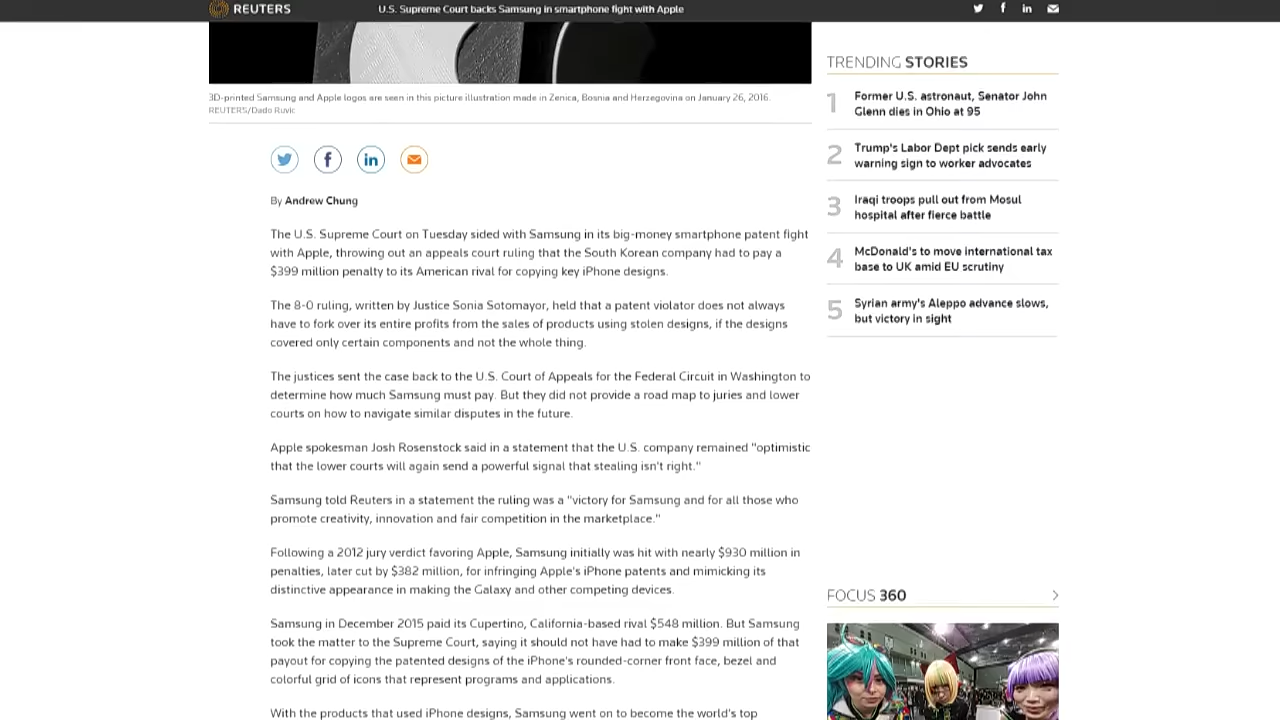 REUTERS
U.S. Supreme Court backs Samsung in smartphone fight with Apple
3D-printed Samsung and Apple logos are seen in this picture illustration made in Zenica, Bosnia and Herzegovina on January 26, 2016.
REUTERS/Dado Ruvic
By Andrew Chung
The U.S. Supreme Court on Tuesday sided with Samsung in its big-money smartphone patent fight
with Apple, throwing out an appeals court ruling that the South Korean company had to pay a
$399 million penalty to its American rival for copying key iPhone designs.
The 8-0 ruling, written by Justice Sonia Sotomayor, held that a patent violator does not always
have to fork over its entire profits from the sales of products using stolen designs, if the designs
covered only certain components and not the whole thing.
The justices sent the case back to the U.S. Court of Appeals for the Federal Circuit in Washington to
determine how much Samsung must pay. But they did not provide a road map to juries and lower
courts on how to navigate similar disputes in the future.
Apple spokesman Josh Rosenstock said in a statement that the U.S. company remained "optimistic
that the lower courts will again send a powerful signal that stealing isn't right."
Samsung told Reuters in a statement the ruling was a "victory for Samsung and for all those who
promote creativity, innovation and fair competition in the marketplace."
Following a 2012 jury verdict favoring Apple, Samsung initially was hit with nearly $930 million in
penalties, later cut by $382 million, for infringing Apple's iPhone patents and mimicking its
distinctive appearance in making the Galaxy and other competing devices.
Samsung in December 2015 paid its Cupertino, California-based rival $548 million. But Samsung
took the matter to the Supreme Court, saying it should not have had to make $399 million of that
payout for copying the patented designs of the iPhone's rounded-corner front face, bezel and
colorful grid of icons that represent programs and applications.
With the products that used iPhone designs, Samsung went on to become the world's top
TRENDING STORIES
1
Former U.S. astronaut, Senator John
Glenn dies in Ohio at 95
2
Trump's Labor Dept pick sends early
warning sign to worker advocates
3
Iraqi troops pull out from Mosul
hospital after fierce battle
4
McDonald's to move international tax
base to UK amid EU scrutiny
5
Syrian army's Aleppo advance slows,
but victory in sight
FOCUS 360